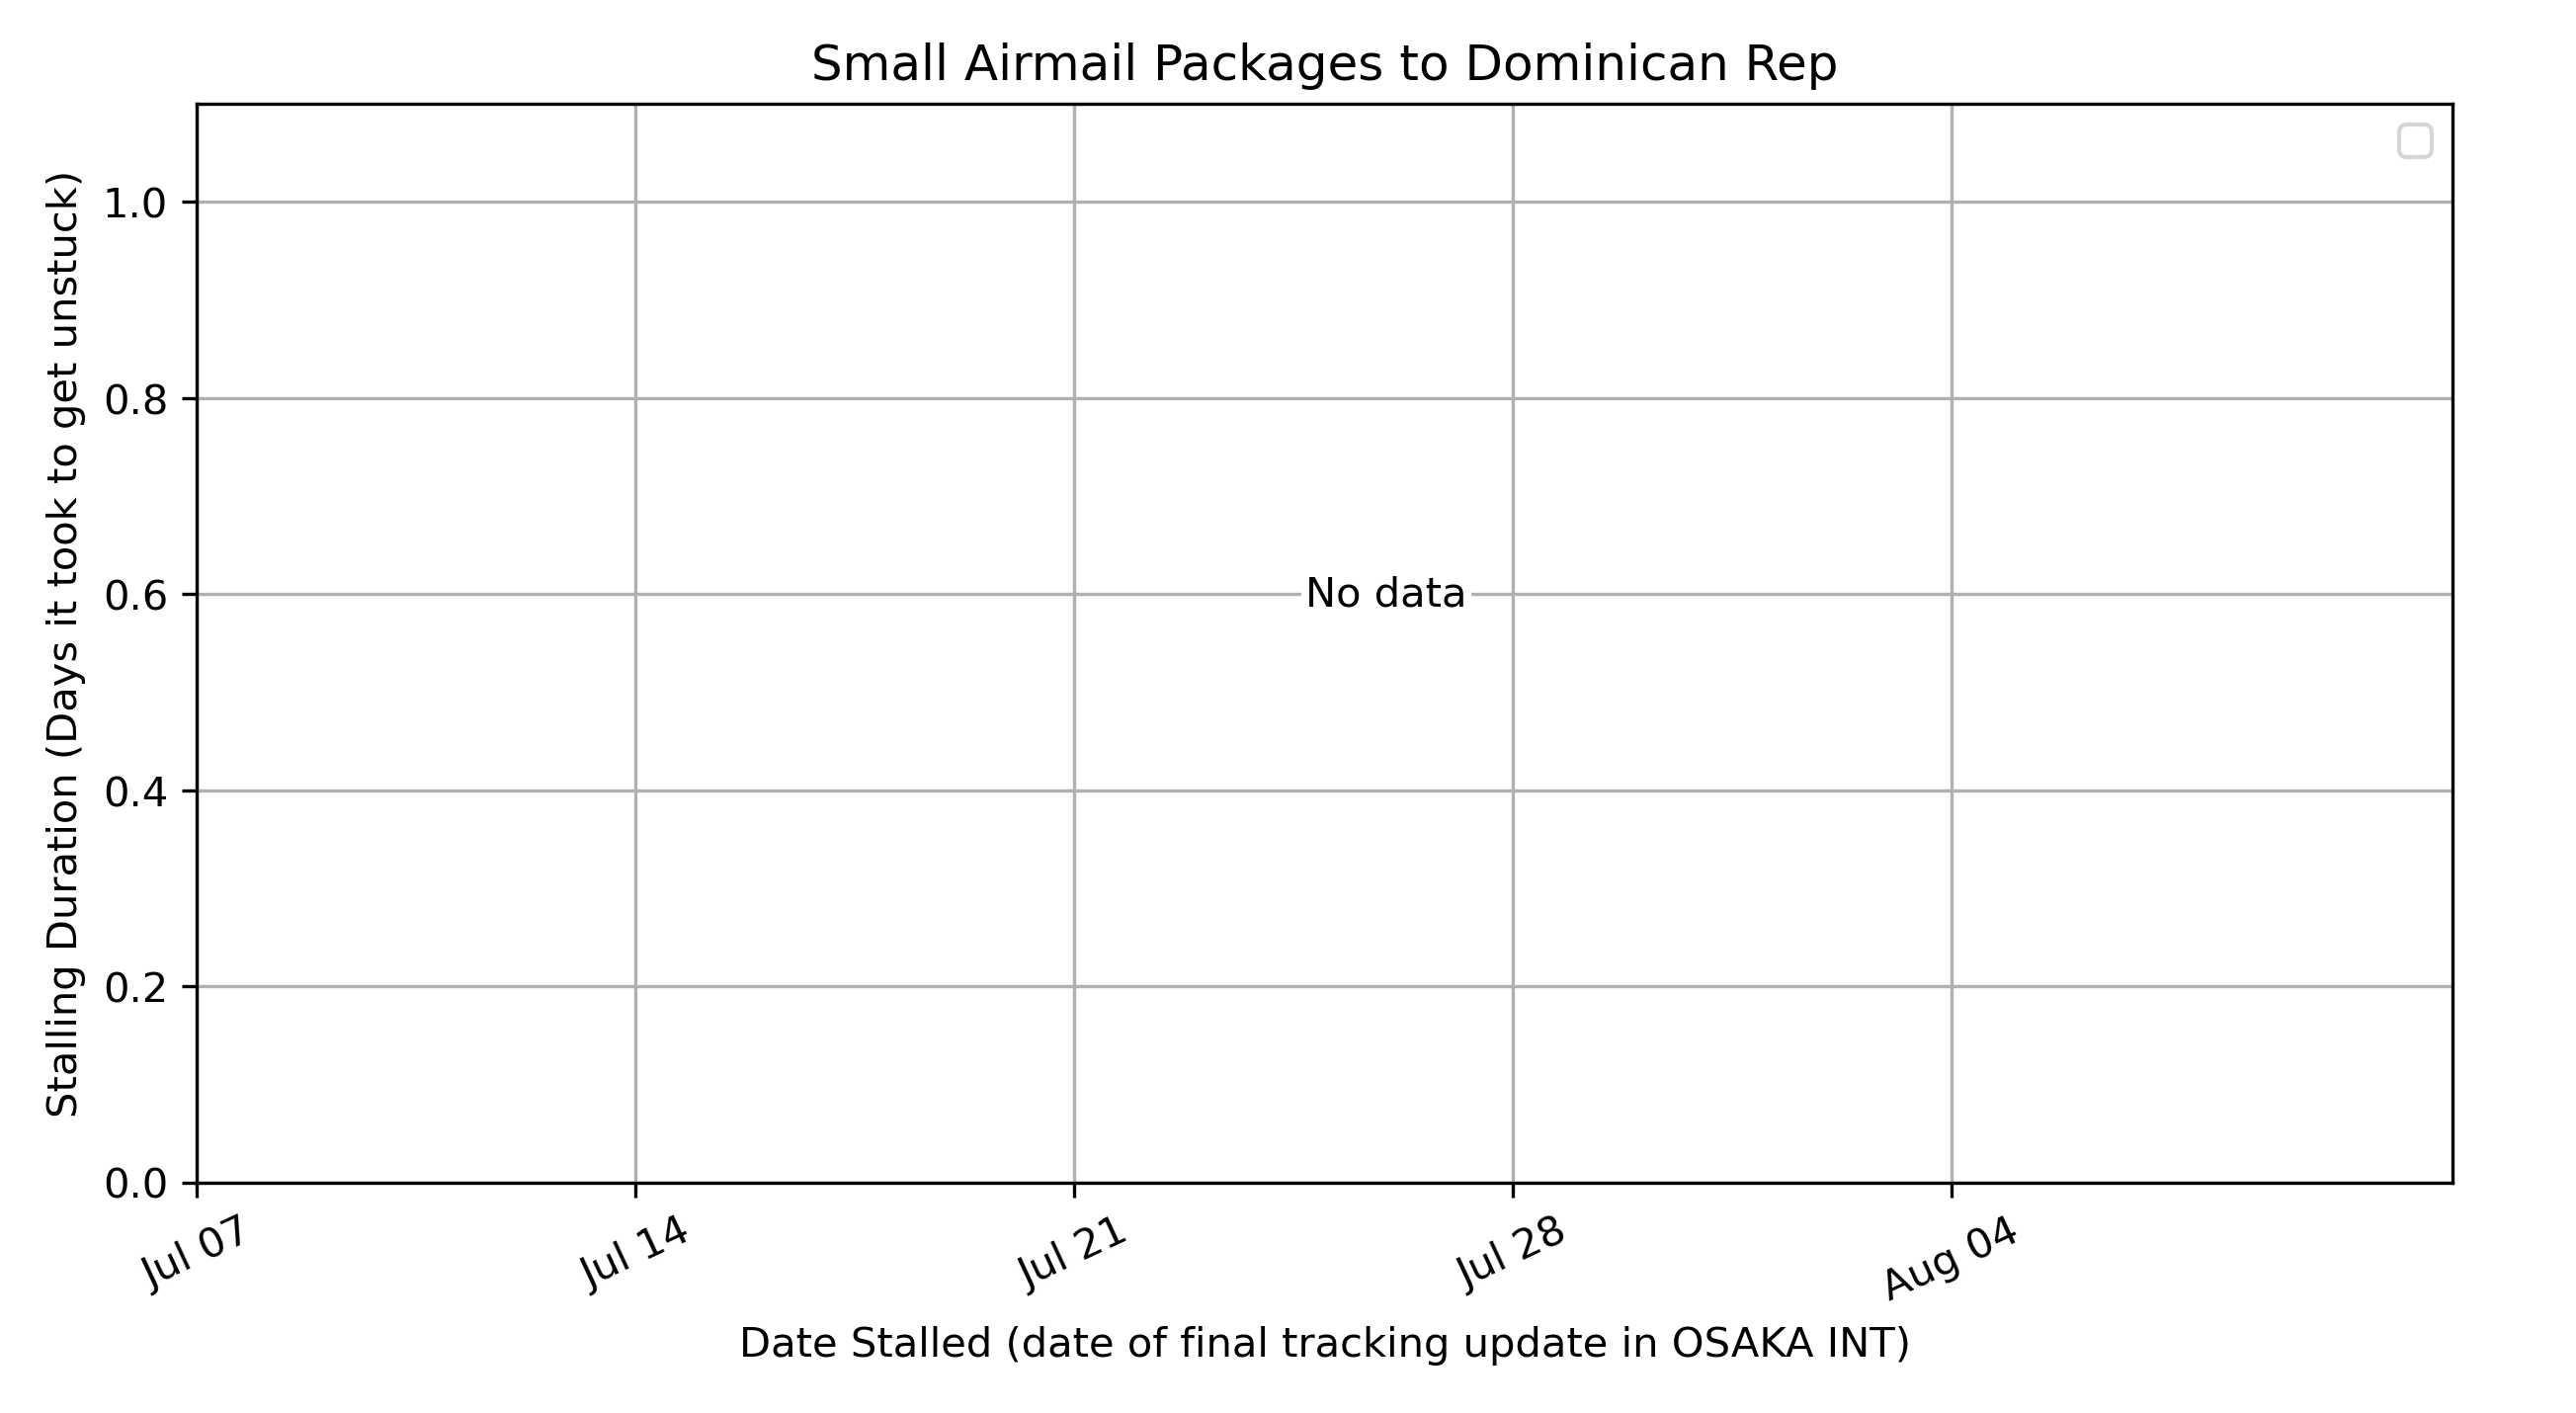 Small Airmail Packages to Dominican Rep
Stalling Duration (Days it took to get unstuck)
1.0
0.8
0.6
0.4
0.2
0.0
No data
Jul 07
Jul 14
Jul 21
Jul 28
Aug 04
Date Stalled (date of final tracking update in OSAKA INT)